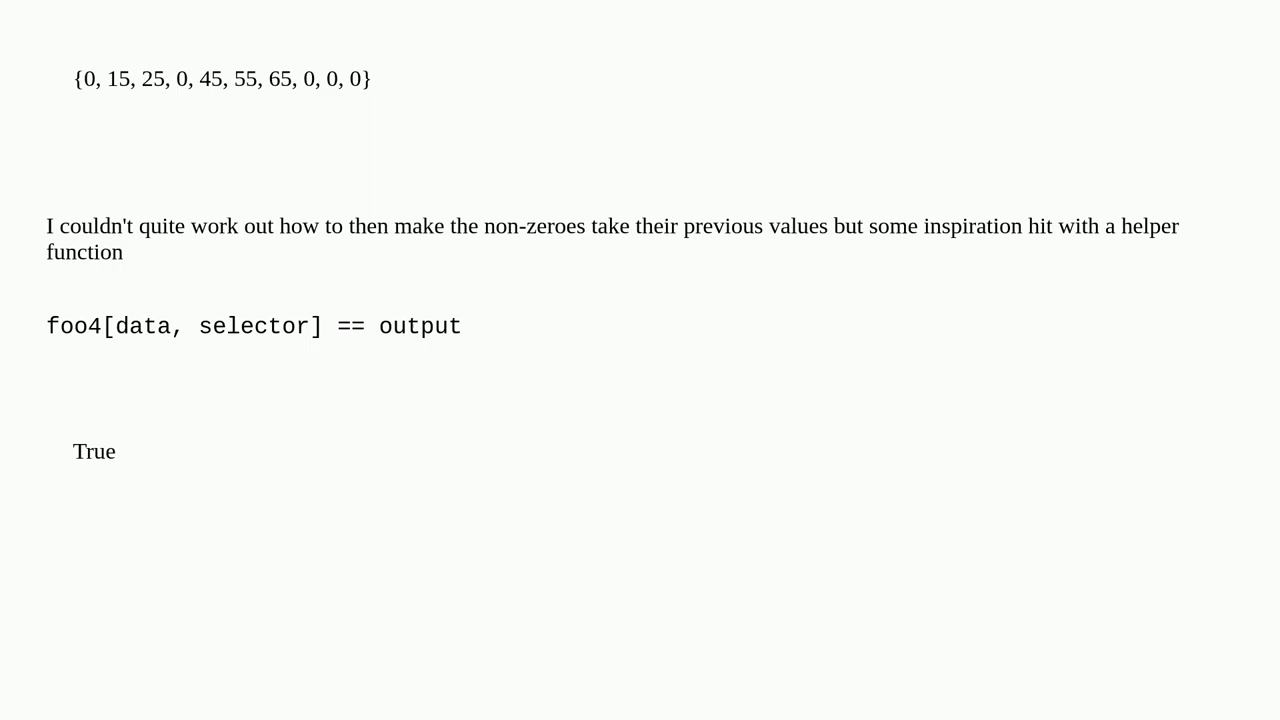 {0, 15, 25, 0, 45, 55, 65, 0, 0, 0}
I couldn't quite work out how to then make the non-zeroes take their previous values but some inspiration hit with a helper
function
foo4[data, selector] == output
True